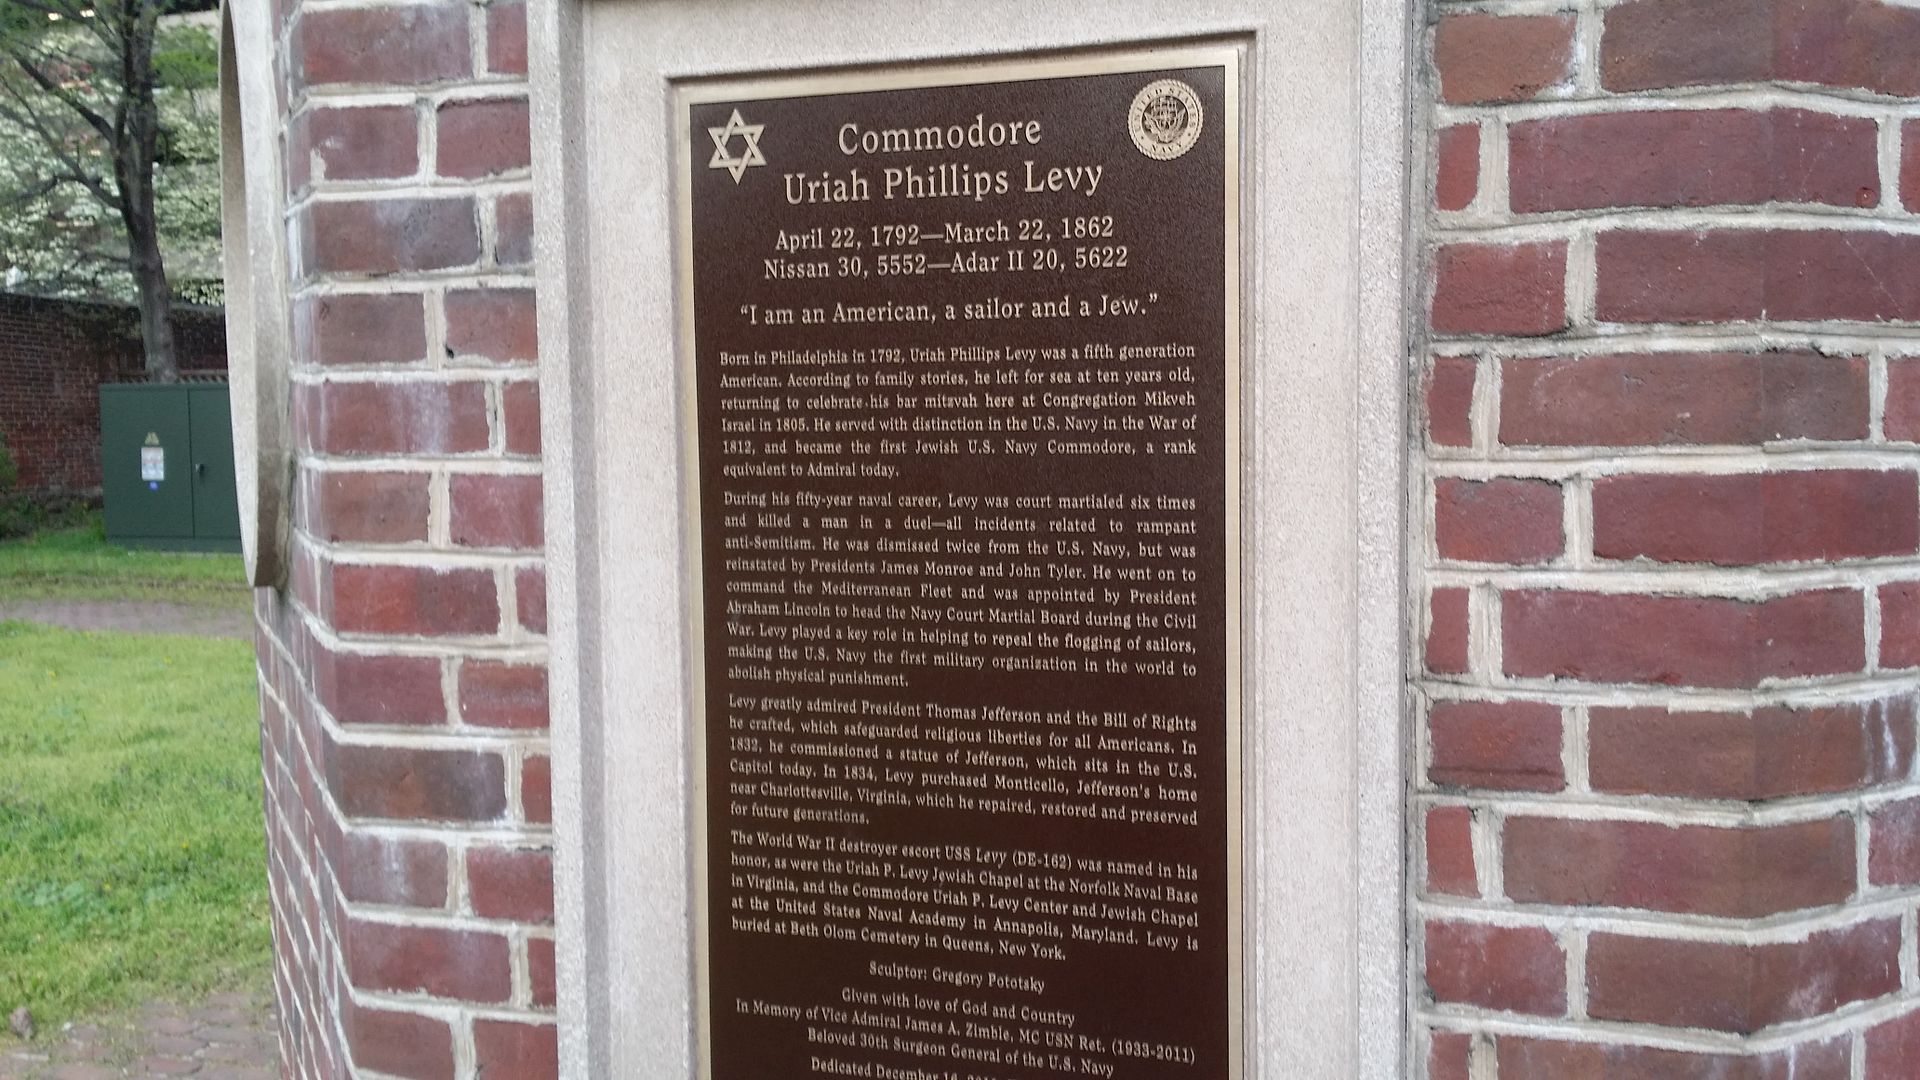 UNITED STATES
NAVY
Commodore
Uriah Phillips Levy
April 22, 1792—March 22, 1862
Nissan 30, 5552—Adar II 20, 5622
“I am an American, a sailor and a Jew.”
Born in Philadelphia in 1792, Uriah Phillips Levy was a fifth generation
American. According to family stories, he left for sea at ten years old,
returning to celebrate his bar mitzvah here at Congregation Mikveh
Israel in 1805. He served with distinction in the U.S. Navy in the War of
1812, and became the first Jewish U.S. Navy Commodore, a rank
equivalent to Admiral today.
During his fifty-year naval career, Levy was court martialed six times
and killed a man in a duel—all incidents related to rampant
anti-Semitism. He was dismissed twice from the U.S. Navy, but was
reinstated by Presidents James Monroe and John Tyler. He went on to
command the Mediterranean Fleet and was appointed by President
Abraham Lincoln to head the Navy Court Martial Board during the Civil
War. Levy played a key role in helping to repeal the flogging of sailors,
making the U.S. Navy the first military organization in the world to
abolish physical punishment.
Levy greatly admired President Thomas Jefferson and the Bill of Rights
he crafted, which safeguarded religious liberties for all Americans. In
1832, he commissioned a statue of Jefferson, which sits in the U.S.
Capitol today. In 1834, Levy purchased Monticello, Jefferson's home
near Charlottesville, Virginia, which he repaired, restored and preserved
for future generations.
The World War II destroyer escort USS Levy (DE-162) was named in his
honor, as were the Uriah P. Levy Jewish Chapel at the Norfolk Naval Base
in Virginia, and the Commodore Uriah P. Levy Center and Jewish Chapel
at the United States Naval Academy in Annapolis, Maryland. Levy is
buried at Beth Olom Cemetery in Queens, New York.
Sculptor: Gregory Pototsky
Given with love of God and Country
In Memory of Vice Admiral James A. Zimble, MC USN Ret. (1933-2011)
Beloved 30th Surgeon General of the U.S. Navy
Dedicated December 16,